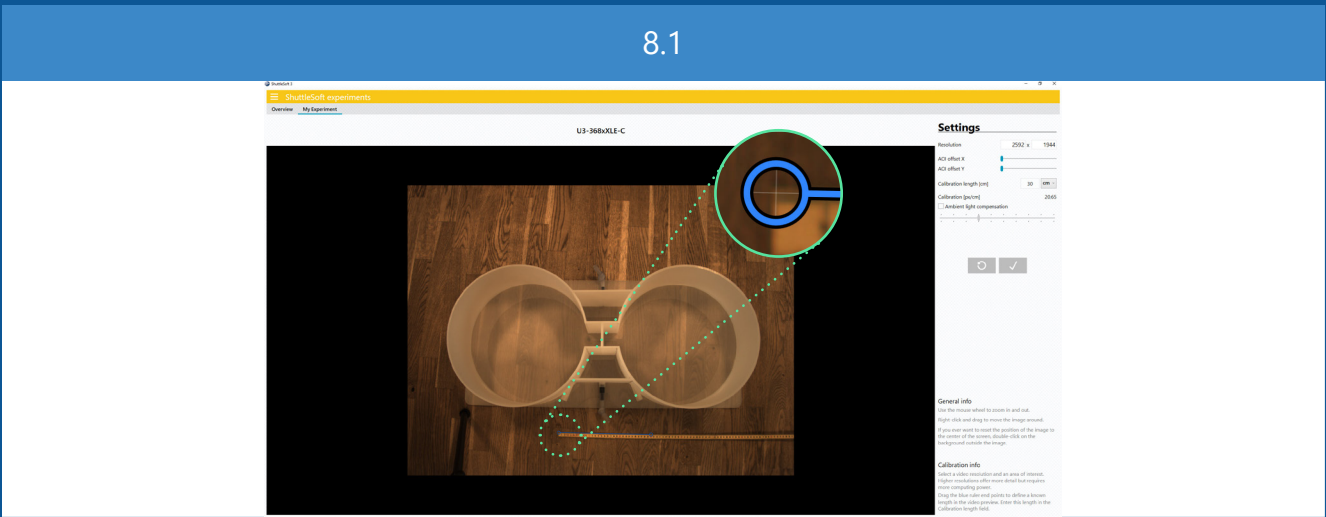 8.1
ShuttleSoft 3
ShuttleSoft experiments
Overview My Experiment
U3-368xXLE-C
Settings
Resolution 2592 x 1944
AOI offset X
AOI offset Y
Calibration length [cm] 30 cm
Calibration [px/cm] 20.65
Ambient light compensation
General info
Use the mouse wheel to zoom in and out.
Right click and drag to move the image around.
If you ever want to reset the position of the image to
the center of the screen, double-click on the
background outside the image.
Calibration info
Select a video resolution and an area of interest.
Higher resolutions offer more detail but requires
more computing power.
Drag the blue ruler end points to define a known
length in the video preview. Enter this length in the
Calibration length field.